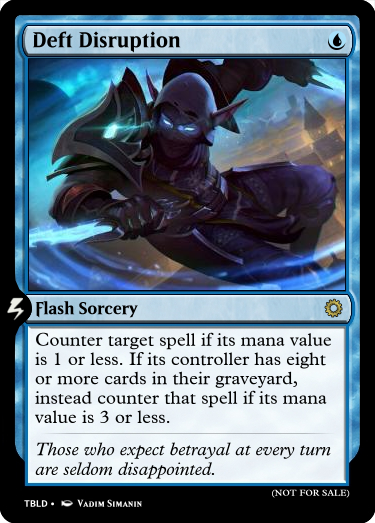 Deft Disruption
Flash Sorcery
Counter target spell if its mana value
is 1 or less. If its controller has eight
or more cards in their graveyard,
instead counter that spell if its mana
value is 3 or less.
Those who expect betrayal at every turn
are seldom disappointed.
(NOT FOR SALE)
TBLD • Vadim Simanin